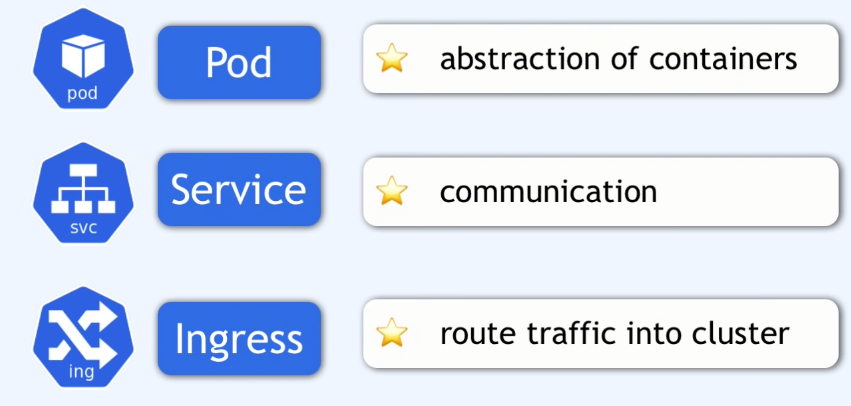 pod
Pod
abstraction of containers
svc
Service
communication
ing
Ingress
route traffic into cluster